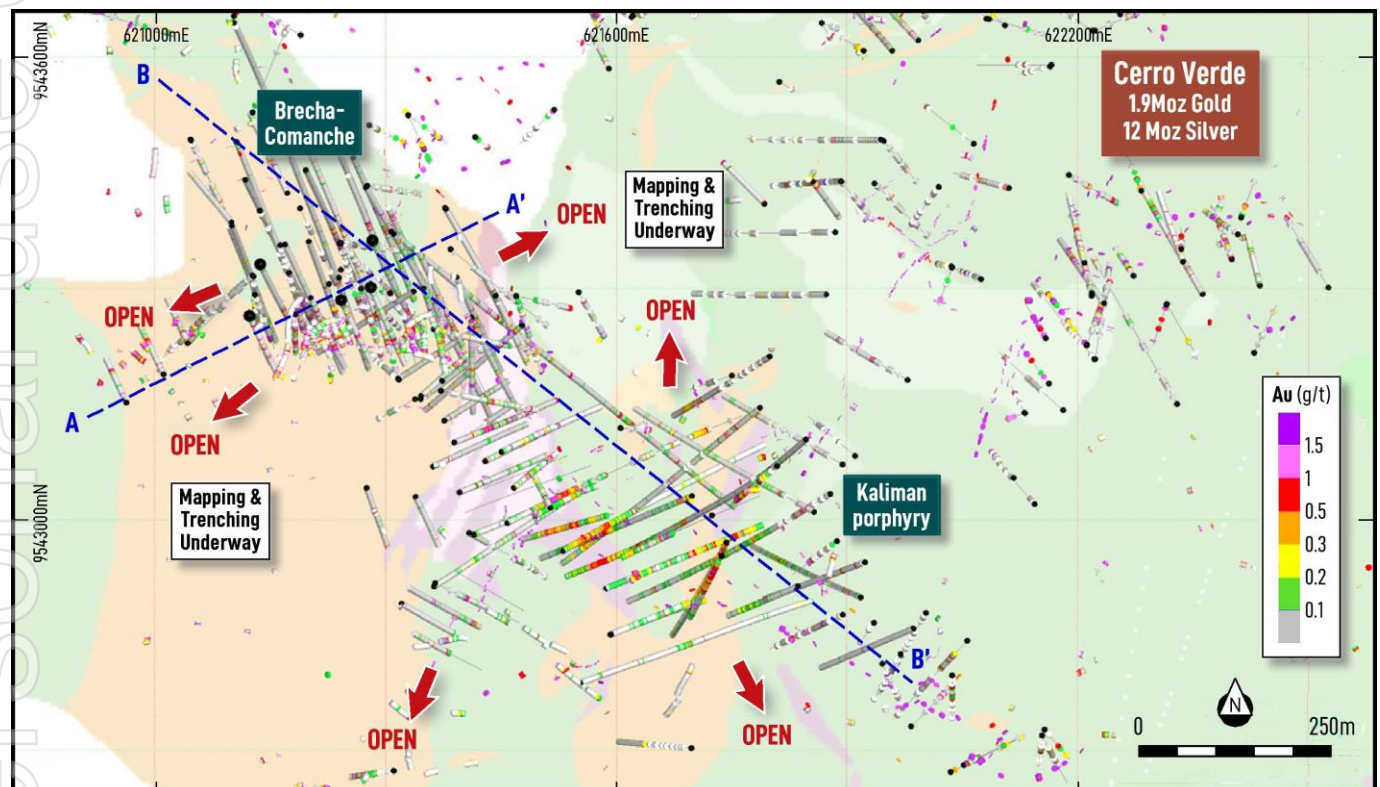 621000mE
621600mE
622200mE
9543600mN
B
Brecha-
Comanche
Cerro Verde
1.9Moz Gold
12 Moz Silver
A'
OPEN
Mapping &
Trenching
Underway
OPEN
OPEN
A
OPEN
Au (g/t)
1.5
1
0.5
0.3
0.2
0.1
Mapping &
Trenching
Underway
Kaliman
porphyry
9543000mN
B'
OPEN
OPEN
N
0
250m